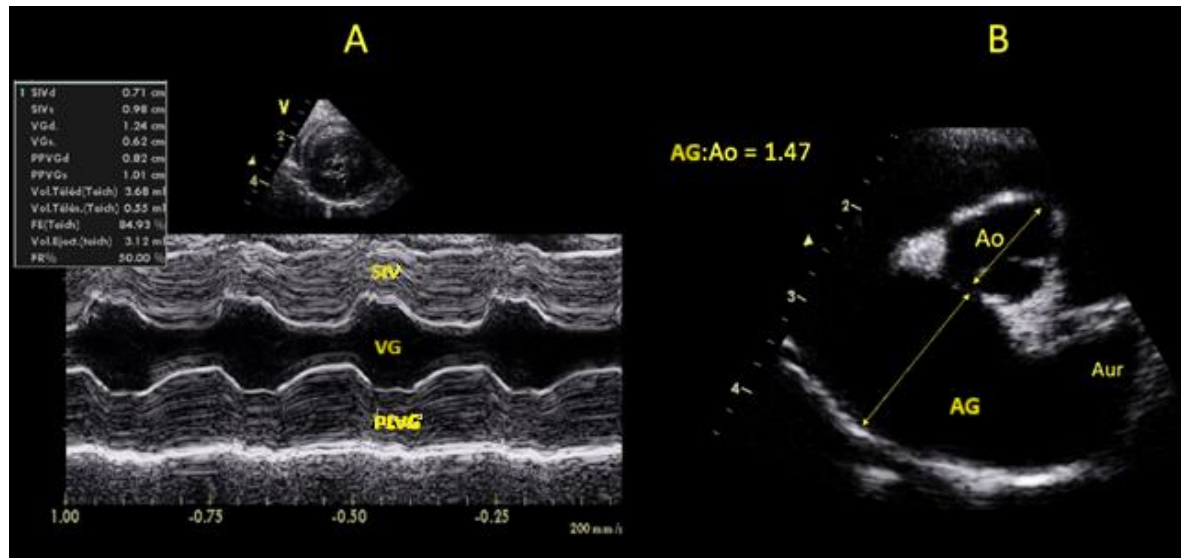 A
B
1 SIVd 0.71 cm
SIVs 0.98 cm
VGd. 1.24 cm
VGs. 0.62 cm
PPVGd 0.82 cm
PPVGs 1.01 cm
Vol.Téléd(Teich) 3.68 ml
Vol.Télés.(Teich) 0.55 ml
FE(Teich) 84.93 %
Vol.Eject.(teich) 3.12 ml
FR% 50.00 %
V
2
4
SIV
VG
1.00 -0.75 -0.50 -0.25 200 mm/s
AG:Ao = 1.47
2
Ao
3
Aur
4
AG